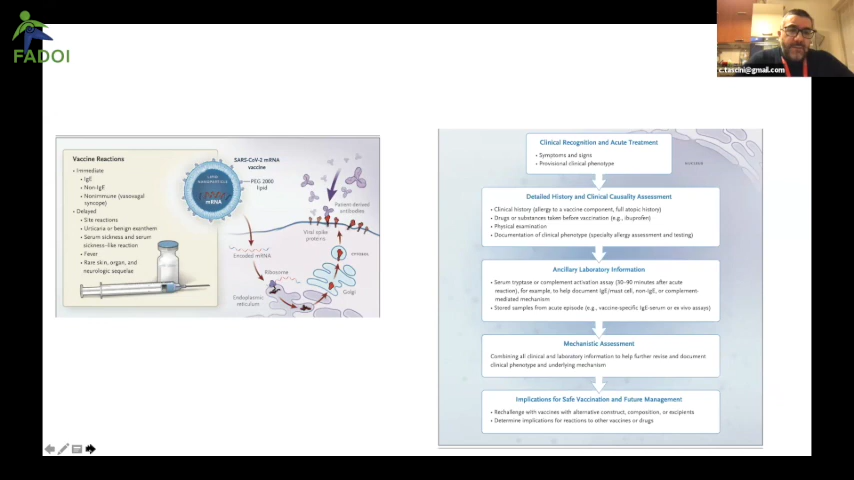 FADOI
c.tascini@gmail.com
Vaccine Reactions
• Immediate
• IgE
• Non-IgE
• Nonimmune (vasovagal
syncope)
• Delayed
• Site reactions
• Urticaria or benign exanthem
• Serum sickness and serum
sickness–like reaction
• Fever
• Rare skin, organ, and
neurologic sequelae
SARS-CoV-2 mRNA
vaccine
PEG 2000
lipid
LIPID
NANOPARTICLE
mRNA
Patient-derived
antibodies
Viral spike
proteins
Encoded mRNA
Ribosome
Endoplasmic
reticulum
Golgi
Clinical Recognition and Acute Treatment
• Symptoms and signs
• Provisional clinical phenotype
Detailed History and Clinical Causality Assessment
• Clinical history (allergy to a vaccine component, full atopic history)
• Drugs or substances taken before vaccination (e.g., ibuprofen)
• Physical examination
• Documentation of clinical phenotype (specialty allergy assessment and testing)
Ancillary Laboratory Information
• Serum tryptase or complement activation assay (30–90 minutes after acute
reaction), for example, to help document IgE/mast cell, non-IgE, or complement
mediated mechanism
• Stored samples from acute episode (e.g., vaccine-specific IgE-serum or ex vivo assays)
Mechanistic Assessment
Combining all clinical and laboratory information to help further revise and document
clinical phenotype and underlying mechanism
Implications for Safe Vaccination and Future Management
• Rechallenge with vaccines with alternative construct, composition, or excipients
• Determine implications for reactions to other vaccines or drugs